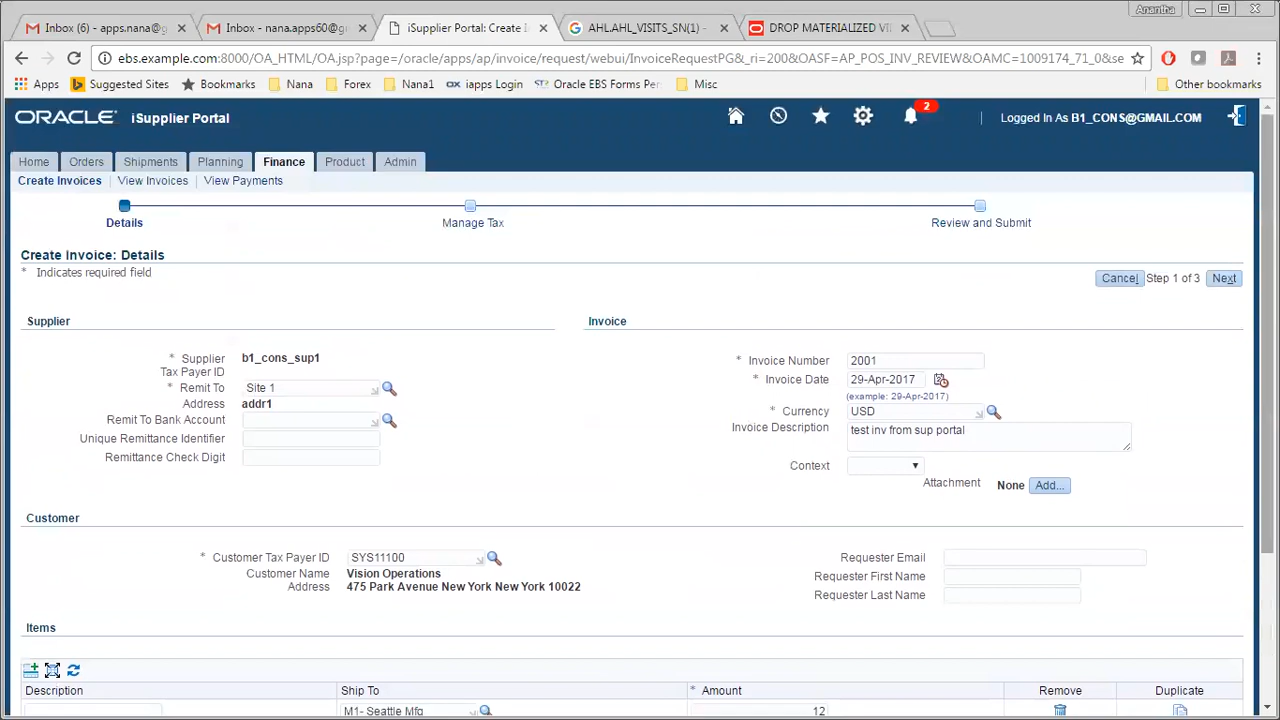 Anantha
Inbox (6) - apps.nana@g
Inbox - nana.apps60@g
iSupplier Portal: Create I
AHLAHL_VISITS_SN(1) -
DROP MATERIALIZED VI
ebs.example.com:8000/OA_HTML/OA.jsp?page=/oracle/apps/ap/invoice/request/webui/InvoiceRequestPG&_ri=200&OASF=AP_POS_INV_REVIEW&OAMC=1009174_71_0&se
Apps
Suggested Sites
Bookmarks
Nana
Forex
Nana1
iapps Login
Oracle EBS Forms Per
Misc
Other bookmarks
ORACLE iSupplier Portal
2
Logged In As B1_CONS@GMAIL.COM
Home Orders Shipments Planning Finance Product Admin
Create Invoices View Invoices View Payments
Details Manage Tax Review and Submit
Create Invoice: Details
* Indicates required field
Cancel Step 1 of 3 Next
Supplier
* Supplier b1_cons_sup1
Tax Payer ID
* Remit To Site 1
Address addr1
Remit To Bank Account
Unique Remittance Identifier
Remittance Check Digit
Invoice
* Invoice Number 2001
* Invoice Date 29-Apr-2017
(example: 29-Apr-2017)
* Currency USD
Invoice Description test inv from sup portal
Context
Attachment None Add...
Customer
* Customer Tax Payer ID SYS11100
Customer Name Vision Operations
Address 475 Park Avenue New York New York 10022
Requester Email
Requester First Name
Requester Last Name
Items
Description Ship To * Amount Remove Duplicate
M1- Seattle Mfg 12